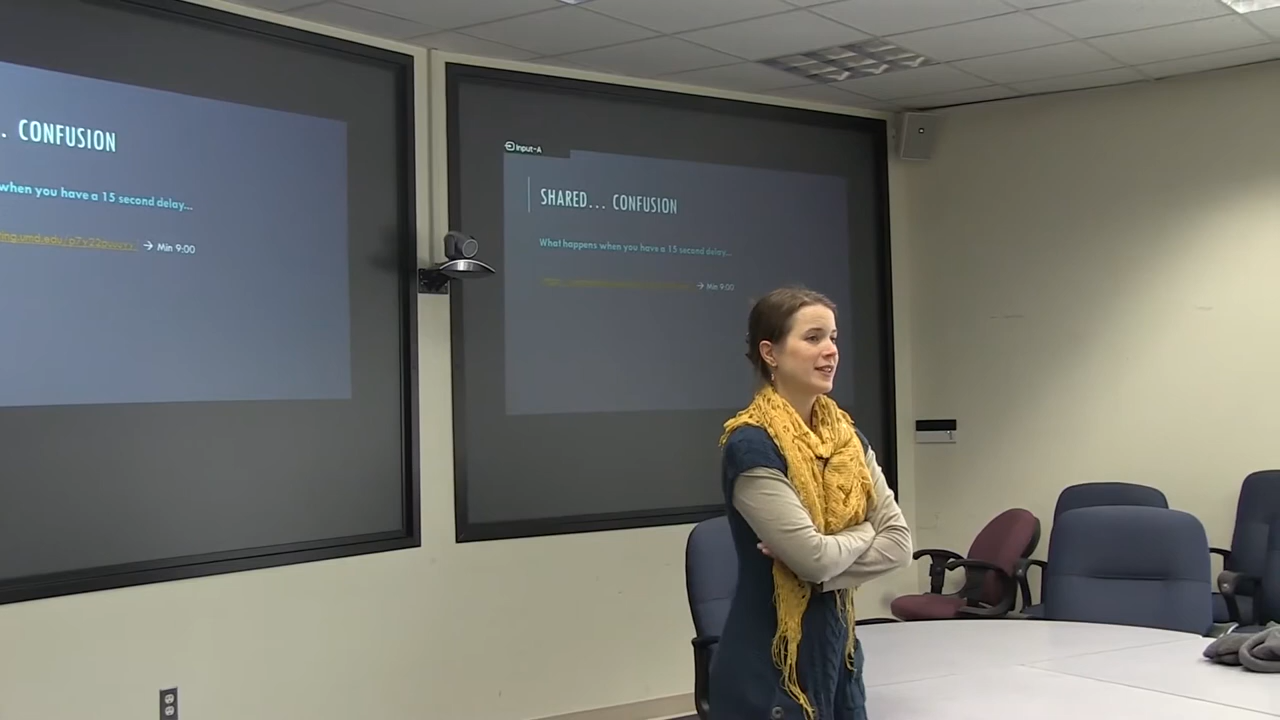 . CONFUSION
when you have a 15 second delay...
→ Min 9:00
Input-A
SHARED... CONFUSION
What happens when you have a 15 second delay...
→ Min 9:00